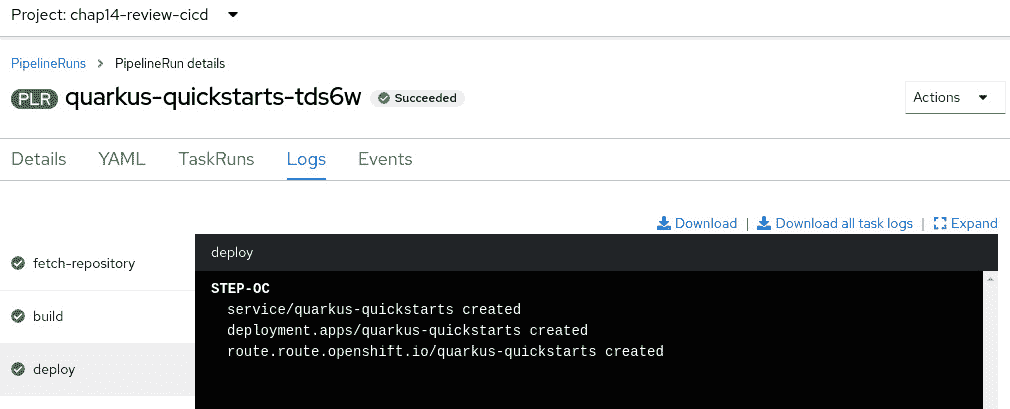 Project: chap14-review-cicd
PipelineRuns > PipelineRun details
PLR quarkus-quickstarts-tds6w Succeeded
Actions
Details YAML TaskRuns Logs Events
Download | Download all task logs | Expand
fetch-repository
build
deploy
deploy
STEP-OC
service/quarkus-quickstarts created
deployment.apps/quarkus-quickstarts created
route.route.openshift.io/quarkus-quickstarts created